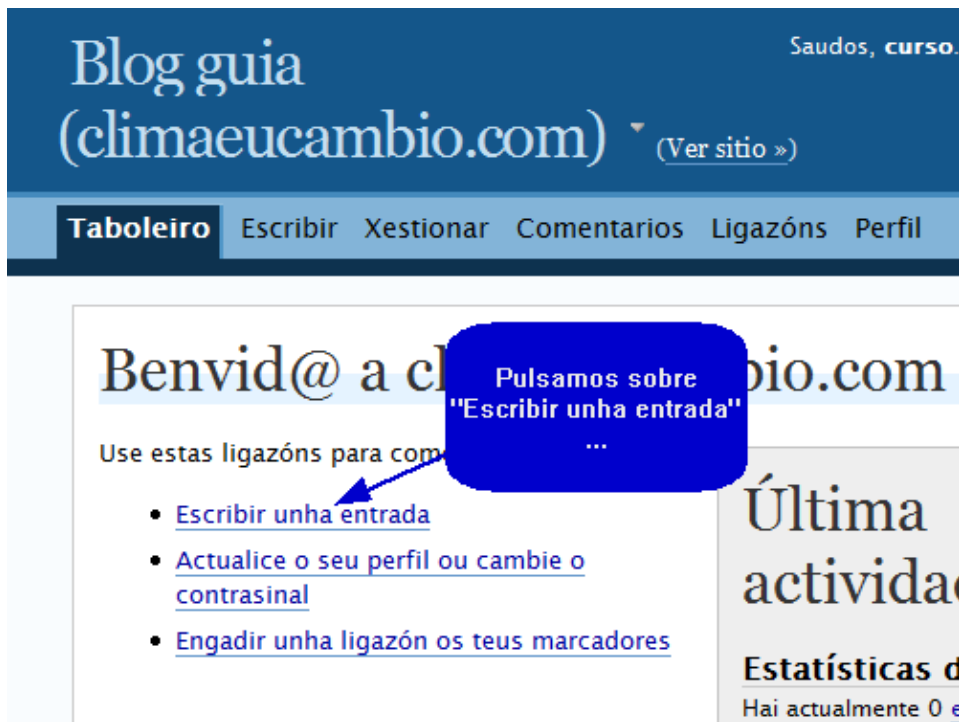 Blog guia
Saudos, curso.
(climaeucambio.com) (Ver sitio »)
Taboleiro Escribir Xestionar Comentarios Ligazóns Perfil
Benvid@ a cl bio.com
Pulsamos sobre
"Escribir unha entrada"
...
Use estas ligazóns para com
Escribir unha entrada
Actualice o seu perfil ou cambie o
contrasinal
Engadir unha ligazón os teus marcadores
Última
activida
Estatísticas d
Hai actualmente 0 e